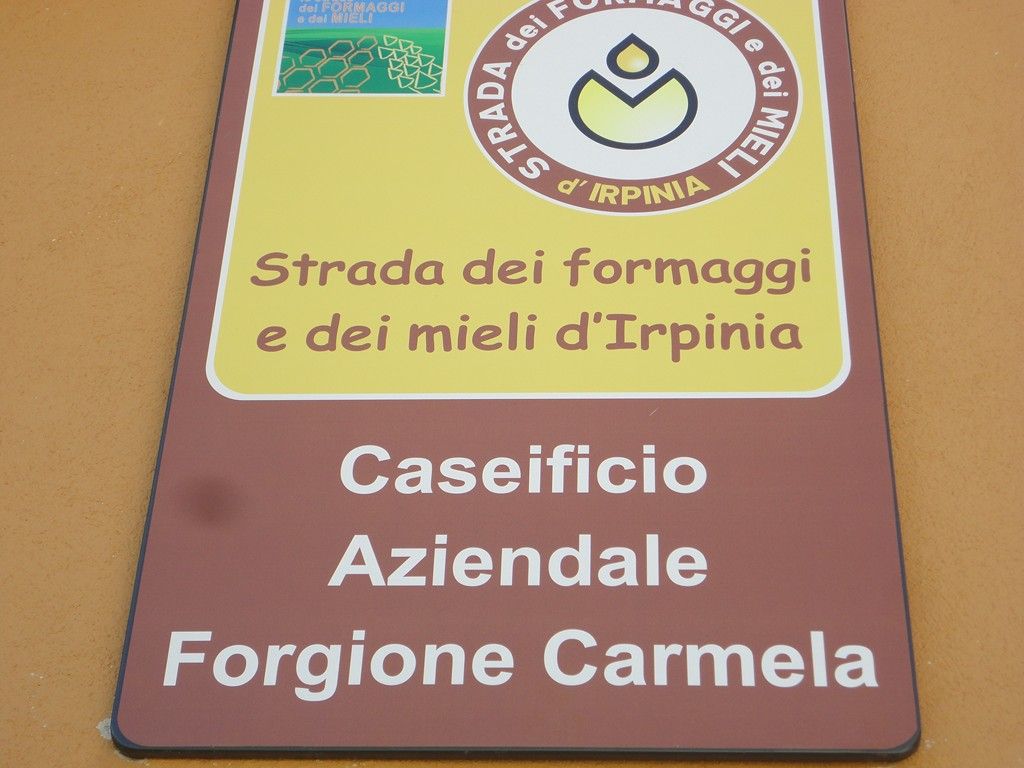 dei FORMAGGI
e dei MIELI
STRADA dei FORMAGGI e dei MIELI
d' IRPINIA
Strada dei formaggi
e dei mieli d'Irpinia
Caseificio
Aziendale
Forgione Carmela